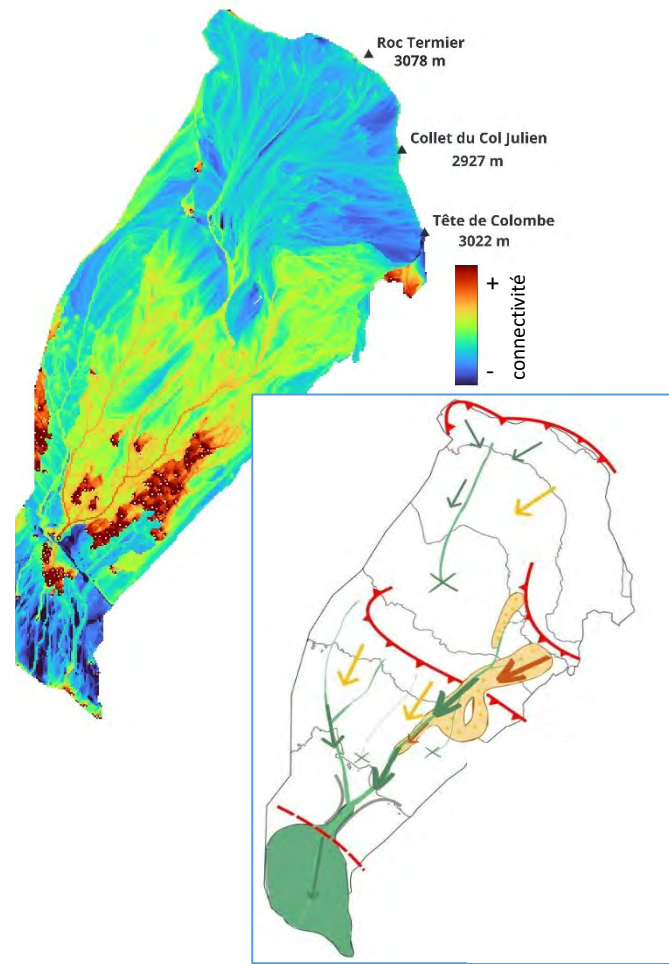 Roc Termier
3078 m
Collet du Col Julien
2927 m
Tête de Colombe
3022 m
+
-
connectivité